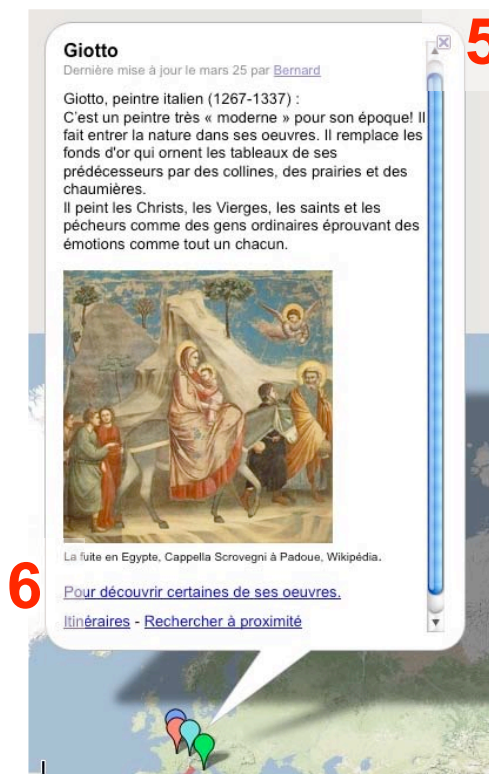 5
Giotto
Dernière mise à jour le mars 25 par Bernard
Giotto, peintre italien (1267-1337) :
C'est un peintre très « moderne » pour son époque! Il
fait entrer la nature dans ses oeuvres. Il remplace les
fonds d'or qui ornent les tableaux de ses
prédécesseurs par des collines, des prairies et des
chaumières.
Il peint les Christs, les Vierges, les saints et les
pécheurs comme des gens ordinaires éprouvant des
émotions comme tout un chacun.
La fuite en Egypte, Cappella Scrovegni à Padoue, Wikipédia.
6
Pour découvrir certaines de ses oeuvres.
Itinéraires - Rechercher à proximité